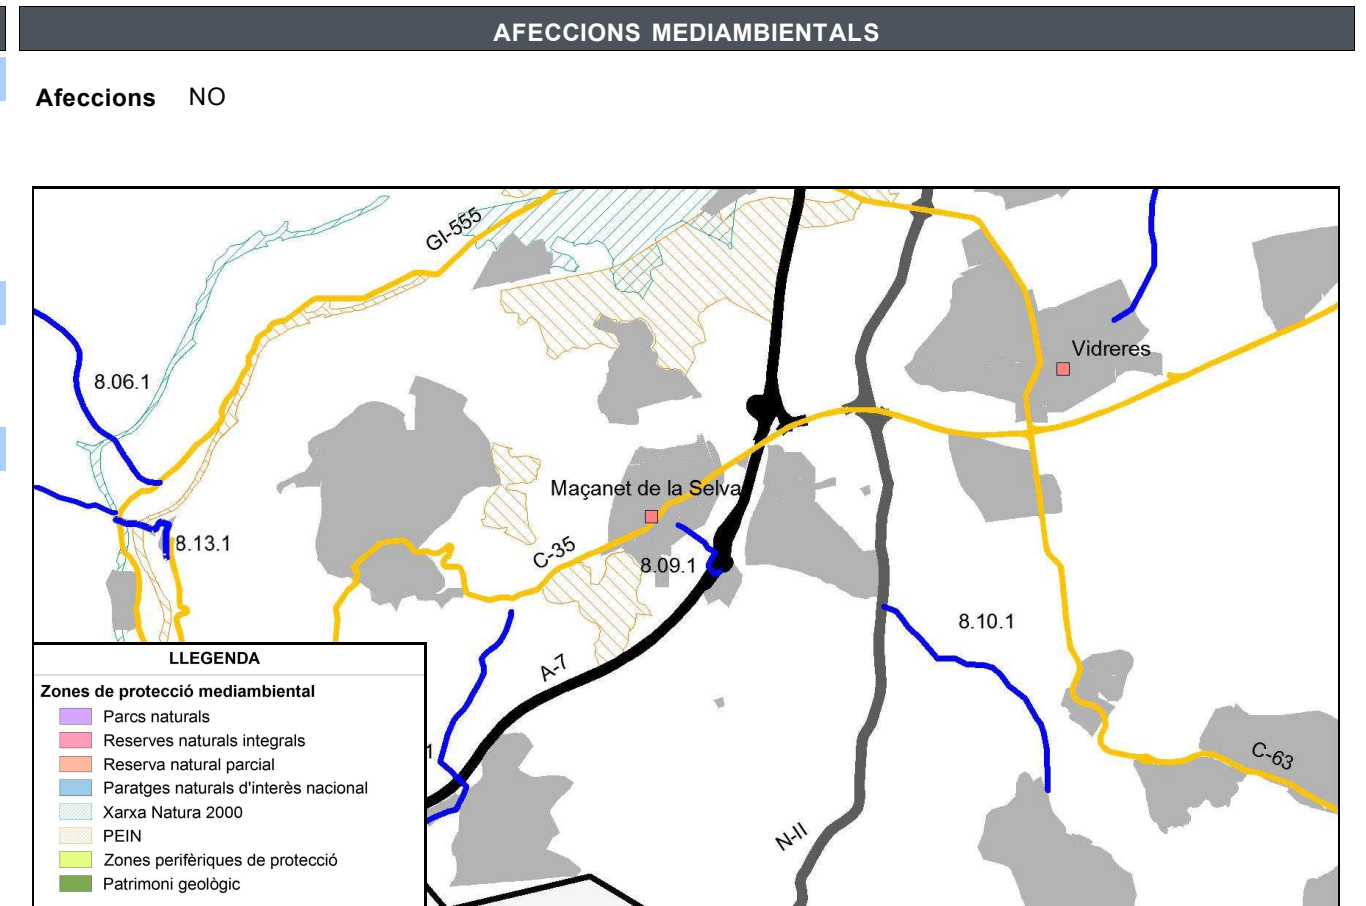 AFECCIONS MEDIAMBIENTALS
Afeccions NO
GI-555
Vidreres
8.06.1
Maçanet de la Selva
8.13.1
C-35
8.09.1
8.10.1
A-7
1
C-63
N-II
LLEGENDA
Zones de protecció mediambiental
Parcs naturals
Reserves naturals integrals
Reserva natural parcial
Paratges naturals d'interès nacional
Xarxa Natura 2000
PEIN
Zones perifèriques de protecció
Patrimoni geològic